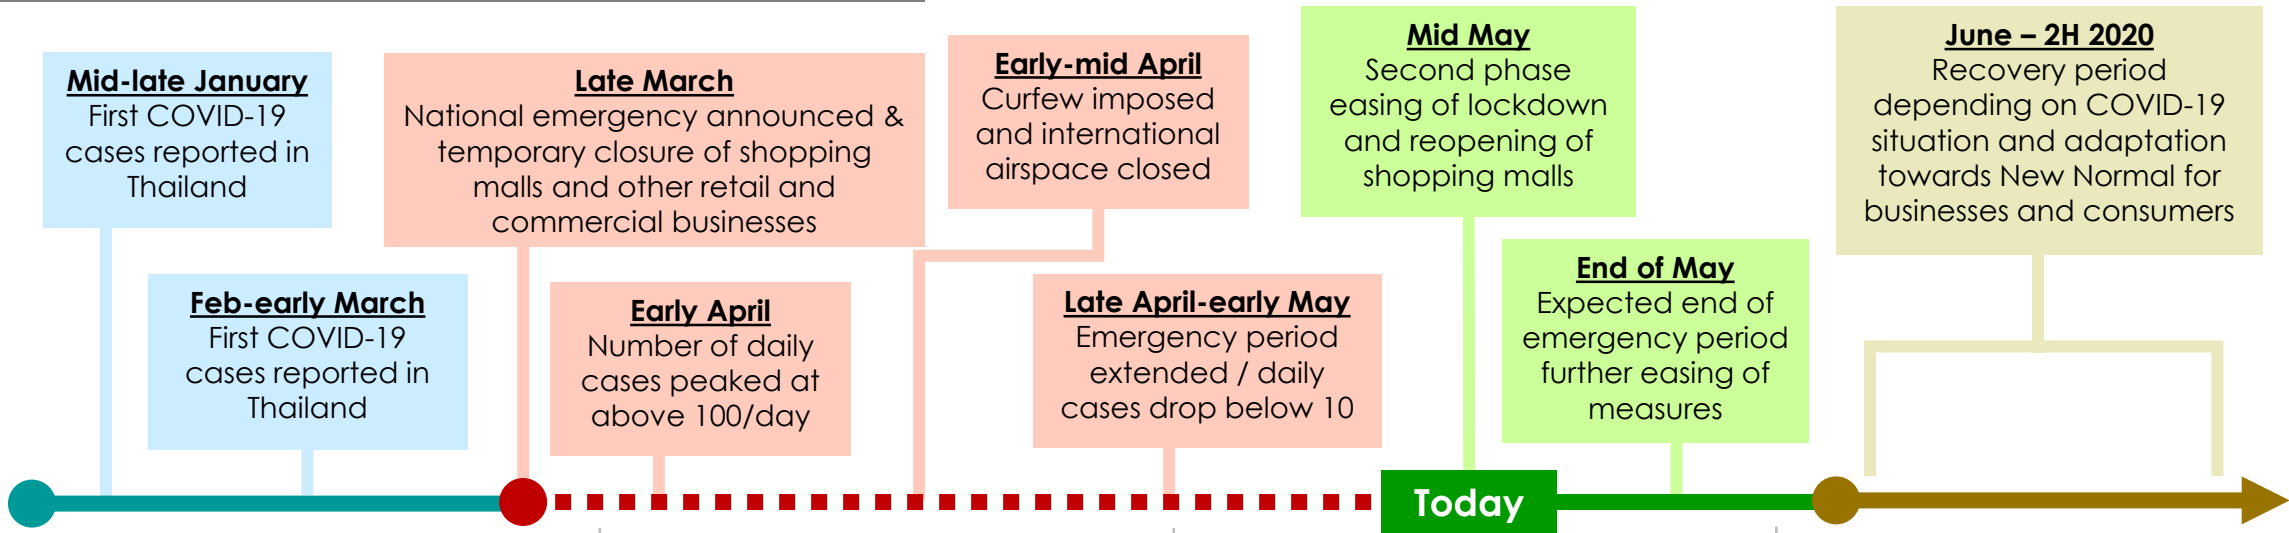 Mid-late January
First COVID-19
cases reported in
Thailand
Feb-early March
First COVID-19
cases reported in
Thailand
Late March
National emergency announced &
temporary closure of shopping
malls and other retail and
commercial businesses
Early April
Number of daily
cases peaked at
above 100/day
Early-mid April
Curfew imposed
and international
airspace closed
Late April-early May
Emergency period
extended / daily
cases drop below 10
Mid May
Second phase
easing of lockdown
and reopening of
shopping malls
Today
End of May
Expected end of
emergency period
further easing of
measures
June – 2H 2020
Recovery period
depending on COVID-19
situation and adaptation
towards New Normal for
businesses and consumers